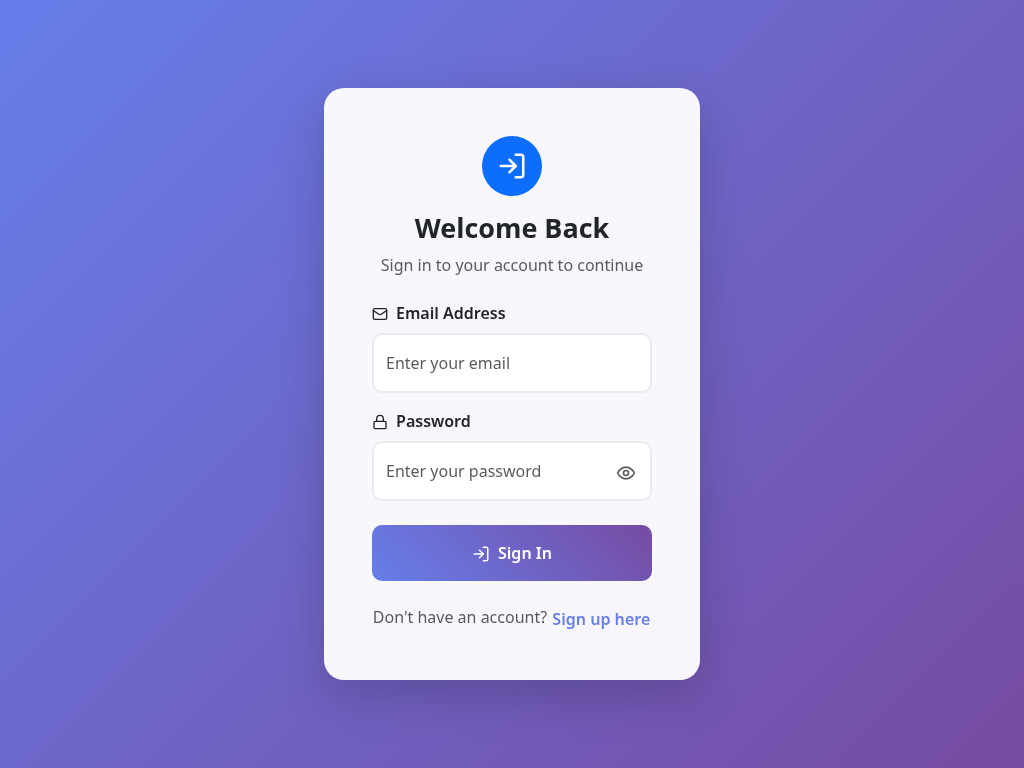 Welcome Back
Sign in to your account to continue
Email Address
Enter your email
Password
Enter your password
Sign In
Don't have an account? Sign up here